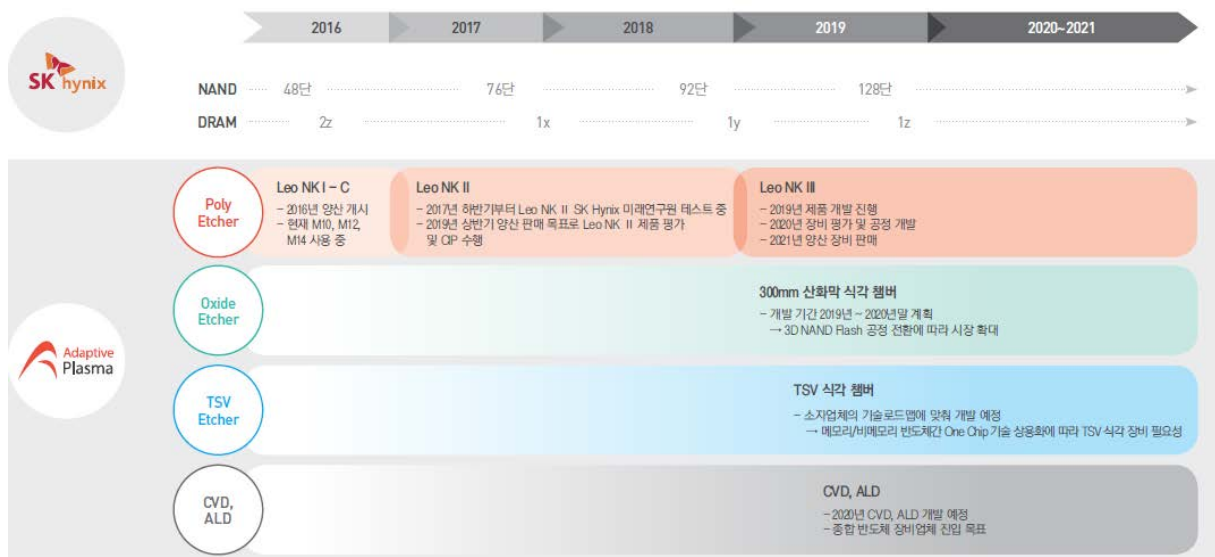 2016 2017 2018 2019 2020~2021
SK hynix
NAND 48단 76단 92단 128단
DRAM 2z 1x 1y 1z
Poly
Etcher
Leo NK I – C
– 2016년 양산 개시
– 현재 M10, M12,
M14 사용 중
Leo NK II
– 2017년 하반기부터 Leo NK II SK Hynix 미래연구원 테스트 중
– 2019년 상반기 양산 판매 목표로 Leo NK II 제품 평가
및 CIP 수행
Leo NK III
– 2019년 제품 개발 진행
– 2020년 장비 평가 및 공정 개발
– 2021년 양산 장비 판매
Oxide
Etcher
300mm 산화막 식각 챔버
– 개발 기간 2019년 – 2020년말 계획
→ 3D NAND Flash 공정 전환에 따라 시장 확대
Adaptive
Plasma
TSV
Etcher
TSV 식각 챔버
– 소자업체의 기술로드맵에 맞춰 개발 예정
→ 메모리/비메모리 반도체간 One Chip 기술 상용화에 따라 TSV 식각 장비 필요성
CVD,
ALD
CVD, ALD
– 2020년 CVD, ALD 개발 예정
– 종합 반도체 장비업체 진입 목표